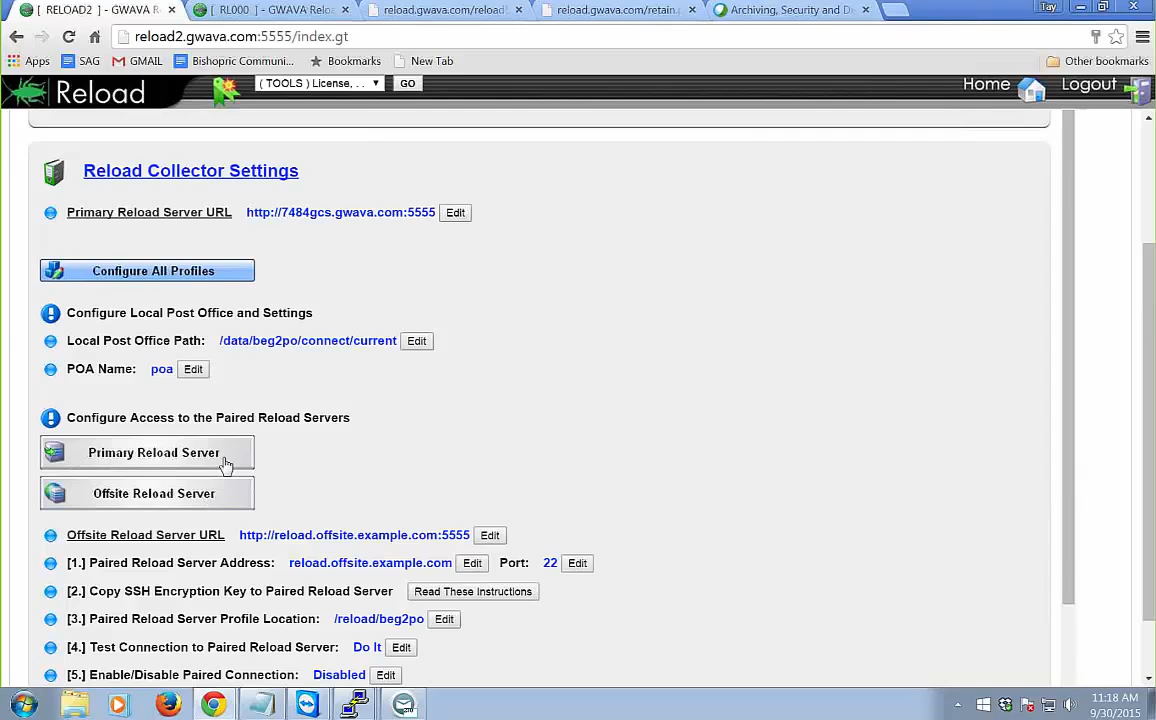 [ RELOAD2 ] - GWAVA R
[ RL000 ] - GWAVA Reloa
reload.gwava.com/reload!
reload.gwava.com/retain.
Archiving, Security and De
Tay
reload2.gwava.com:5555/index.gt
Apps SAG GMAIL Bishopric Communi... Bookmarks New Tab Other bookmarks
Reload ( TOOLS ) License, . . GO Home Logout
Reload Collector Settings
Primary Reload Server URL http://7484gcs.gwava.com:5555 Edit
Configure All Profiles
Configure Local Post Office and Settings
Local Post Office Path: /data/beg2po/connect/current Edit
POA Name: poa Edit
Configure Access to the Paired Reload Servers
Primary Reload Server
Offsite Reload Server
Offsite Reload Server URL http://reload.offsite.example.com:5555 Edit
[1.] Paired Reload Server Address: reload.offsite.example.com Edit Port: 22 Edit
[2.] Copy SSH Encryption Key to Paired Reload Server Read These Instructions
[3.] Paired Reload Server Profile Location: /reload/beg2po Edit
[4.] Test Connection to Paired Reload Server: Do It Edit
[5.] Enable/Disable Paired Connection: Disabled Edit
11:18 AM
9/30/2015